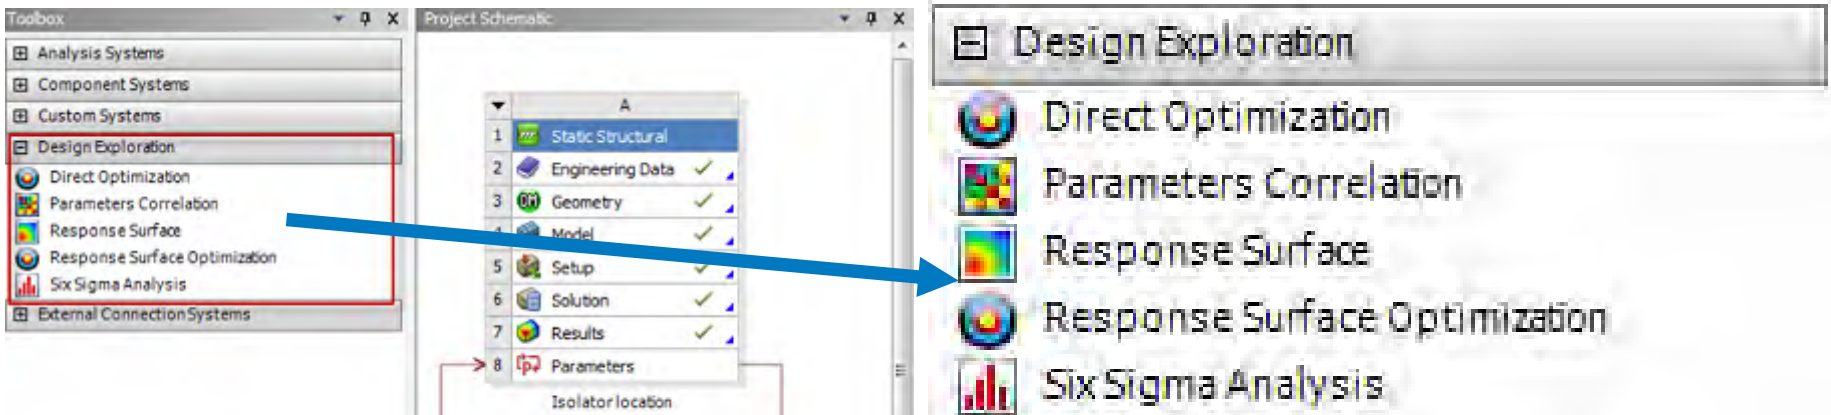 Toolbox
Analysis Systems
Component Systems
Custom Systems
Design Exploration
Direct Optimization
Parameters Correlation
Response Surface
Response Surface Optimization
Six Sigma Analysis
External Connection Systems
Project Schematic
A
1 Static Structural
2 Engineering Data
3 Geometry
4 Model
5 Setup
6 Solution
7 Results
8 Parameters
Isolator location
Design Exploration
Direct Optimization
Parameters Correlation
Response Surface
Response Surface Optimization
Six Sigma Analysis